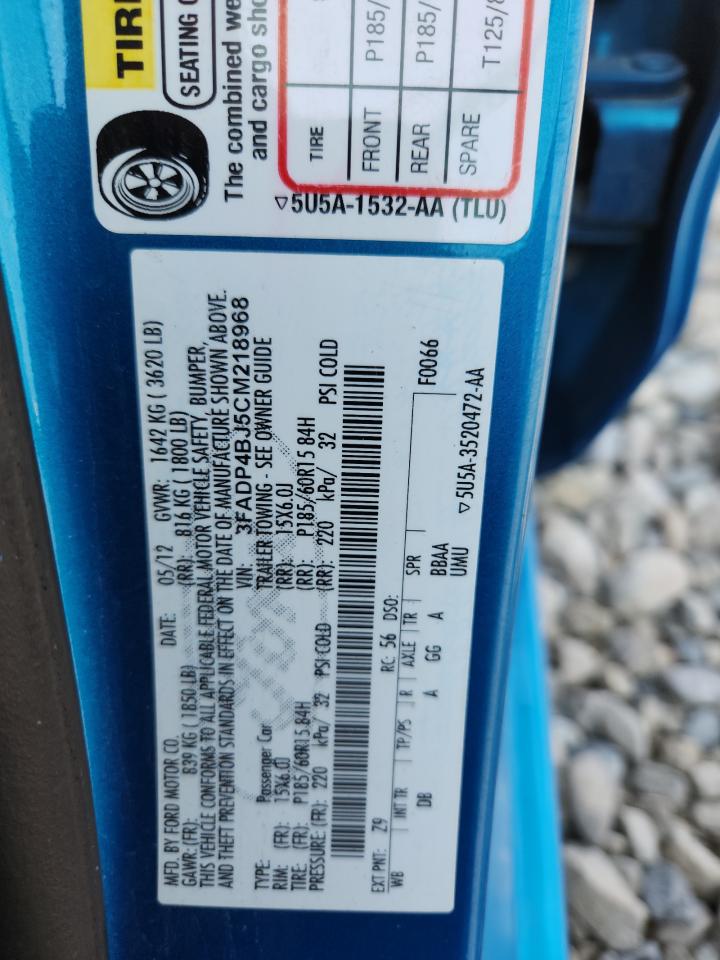 TIRE
SEATING
The combined we
and cargo sho
TIRE
FRONT P185/
REAR P185/
SPARE T125/8
▽5U5A-1532-AA (TLU)
MFD. BY FORD MOTOR CO. DATE: 05/12 GVWR: 1642 KG ( 3620 LB)
GAWR: (FR): 839 KG ( 1850 LB) (RR): 816 KG ( 1800 LB)
THIS VEHICLE CONFORMS TO ALL APPLICABLE FEDERAL MOTOR VEHICLE SAFETY, BUMPER,
AND THEFT PREVENTION STANDARDS IN EFFECT ON THE DATE OF MANUFACTURE SHOWN ABOVE.
VIN: 3FADP4BJ5CM218968
TYPE: Passenger Car TRAILER TOWING - SEE OWNER GUIDE
RIM: (FR): 15X6.0J (RR): 15X6.0J
TIRE: (FR): P185/60R15 84H (RR): P185/60R15 84H
PRESSURE: (FR): 220 kPa/ 32 PSI COLD (RR): 220 kPa/ 32 PSI COLD
EXT PNT: Z9 RC: 56 DSO: F0066
WB INT TR TP/PS R AXLE TR SPR
DB A GG A BBAA
UMU
▽5U5A-3520472-AA